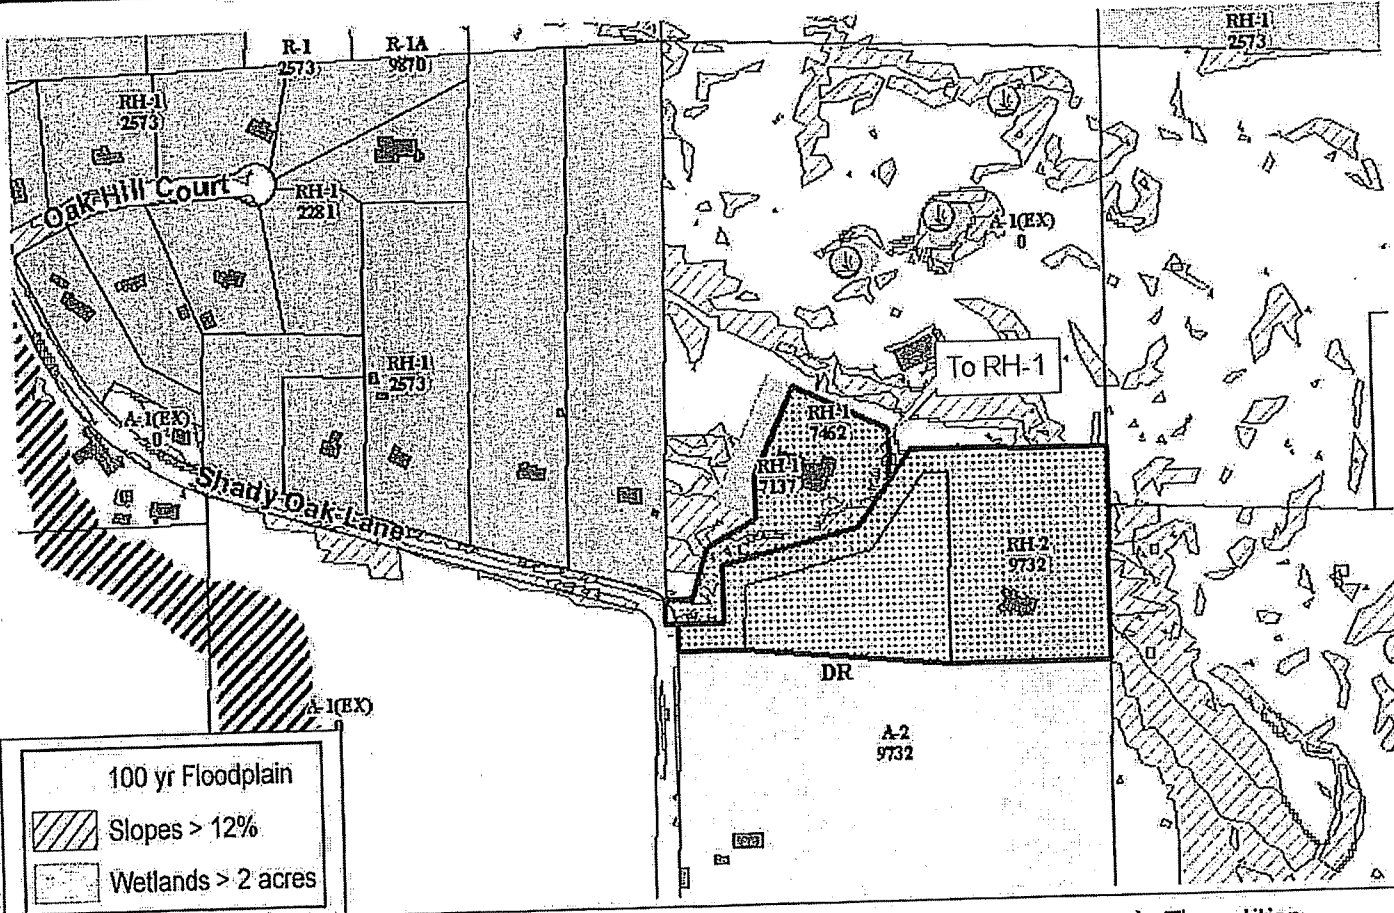 RH-1
2573
R-1
2573
R-1A
9870
RH-1
2573
Oak Hill Court
RH-1
2281
A-1(EX)
0
To RH-1
RH-1
2573
RH-1
7462
A-1(EX)
0
RH-1
7137
Shady Oak Lane
RH-2
9732
DR
A-1(EX)
0
A-2
9732
100 yr Floodplain
Slopes > 12%
Wetlands > 2 acres